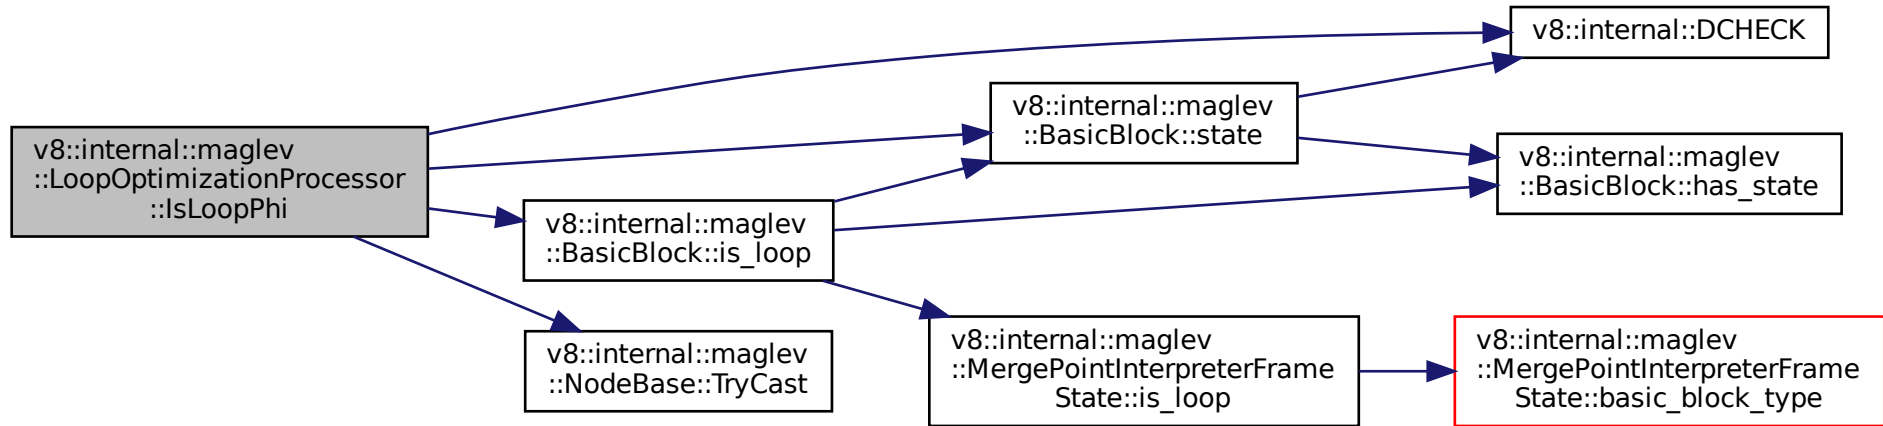 v8::internal::maglev
::LoopOptimizationProcessor
::IsLoopPhi
v8::internal::DCHECK
v8::internal::maglev
::BasicBlock::state
v8::internal::maglev
::BasicBlock::has_state
v8::internal::maglev
::BasicBlock::is_loop
v8::internal::maglev
::NodeBase::TryCast
v8::internal::maglev
::MergePointInterpreterFrame
State::is_loop
v8::internal::maglev
::MergePointInterpreterFrame
State::basic_block_type